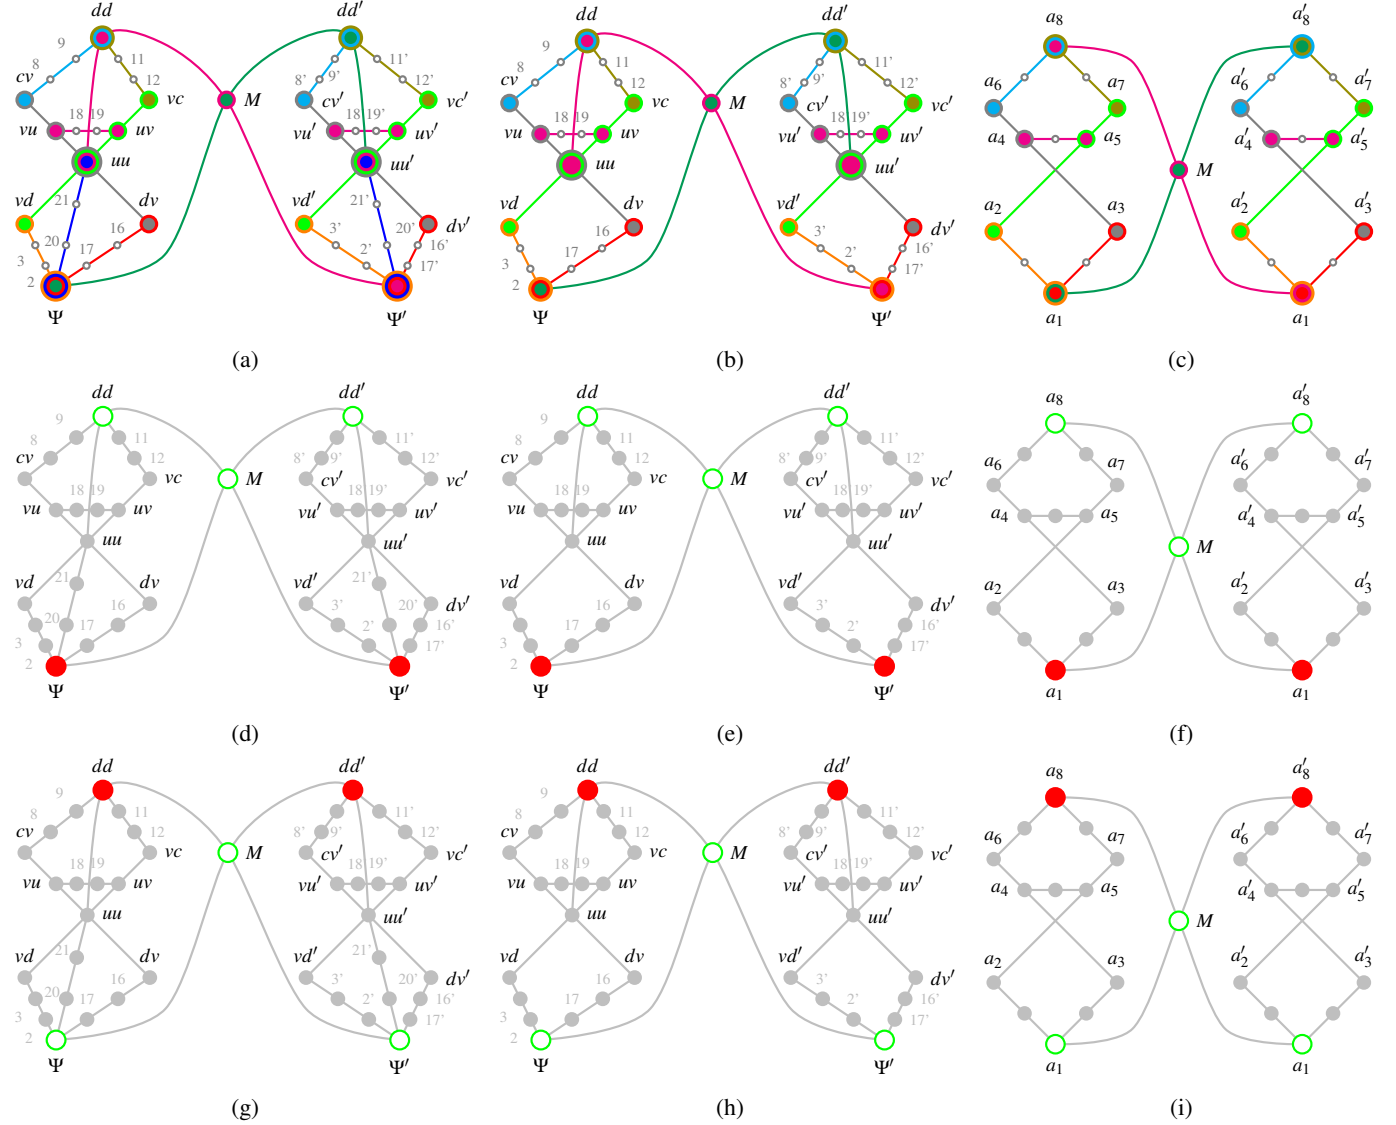 dd dd′ dd dd′ a8 a′8
9 11 11’ 9 11 11’
8 12 8’ 9’ 12’ 8 12 8’ 9’ 12’ a6 a7 a′6 a′7
cv vc cv′ vc′ cv vc cv′ vc′
M M
18 19 18 19’ 18 19 18 19’
vu uv vu′ uv′ vu uv vu′ uv′ a4 a5 a′4 a′5
uu uu′ uu uu′ M
21 21’
vd dv vd′ dv′ vd dv vd′ dv′ a2 a3 a′2 a′3
16 3’ 20’ 16 3’
20 17 2’ 16’ 17 2’ 16’
3 17’ 3 17’
2 2
Ψ Ψ′ Ψ Ψ′ a1 a1
(a) (b) (c)
dd dd′ dd dd′ a8 a′8
9 11 11’ 9 11 11’
8 12 8’ 9’ 12’ 8 12 8’ 9’ 12’ a6 a7 a′6 a′7
cv vc cv′ vc′ cv vc cv′ vc′
M M
18 19 18 19’ 18 19 18 19’
vu uv vu′ uv′ vu uv vu′ uv′ a4 a5 a′4 a′5
uu uu′ uu uu′ M
21 21’
vd dv vd′ dv′ vd dv vd′ dv′ a2 a3 a′2 a′3
16 3’ 20’ 16 3’
20 17 2’ 16’ 17 2’ 16’
3 17’ 3 17’
2 2
Ψ Ψ′ Ψ Ψ′ a1 a1
(d) (e) (f)
dd dd′ dd dd′ a8 a′8
9 11 11’ 9 11 11’
8 12 8’ 9’ 12’ 8 12 8’ 9’ 12’ a6 a7 a′6 a′7
cv vc cv′ vc′ cv vc cv′ vc′
M M
18 19 18 19’ 18 19 18 19’
vu uv vu′ uv′ vu uv vu′ uv′ a4 a5 a′4 a′5
uu uu′ uu uu′ M
21 21’
vd dv vd′ dv′ vd dv vd′ dv′ a2 a3 a′2 a′3
16 3’ 20’ 16 3’
20 17 2’ 16’ 17 2’ 16’
3 17’ 3 17’
2 2
Ψ Ψ′ Ψ Ψ′ a1 a1
(g) (h) (i)